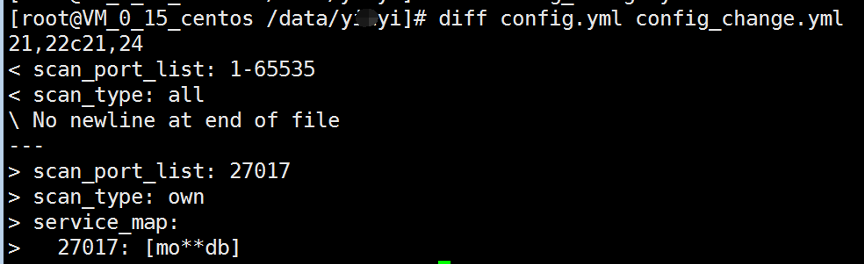 [root@VM_0_15_centos /data/yi yi]# diff config.yml config_change.yml
21,22c21,24
< scan_port_list: 1-65535
< scan_type: all
\ No newline at end of file
---
> scan_port_list: 27017
> scan_type: own
> service_map:
>   27017: [mo**db]